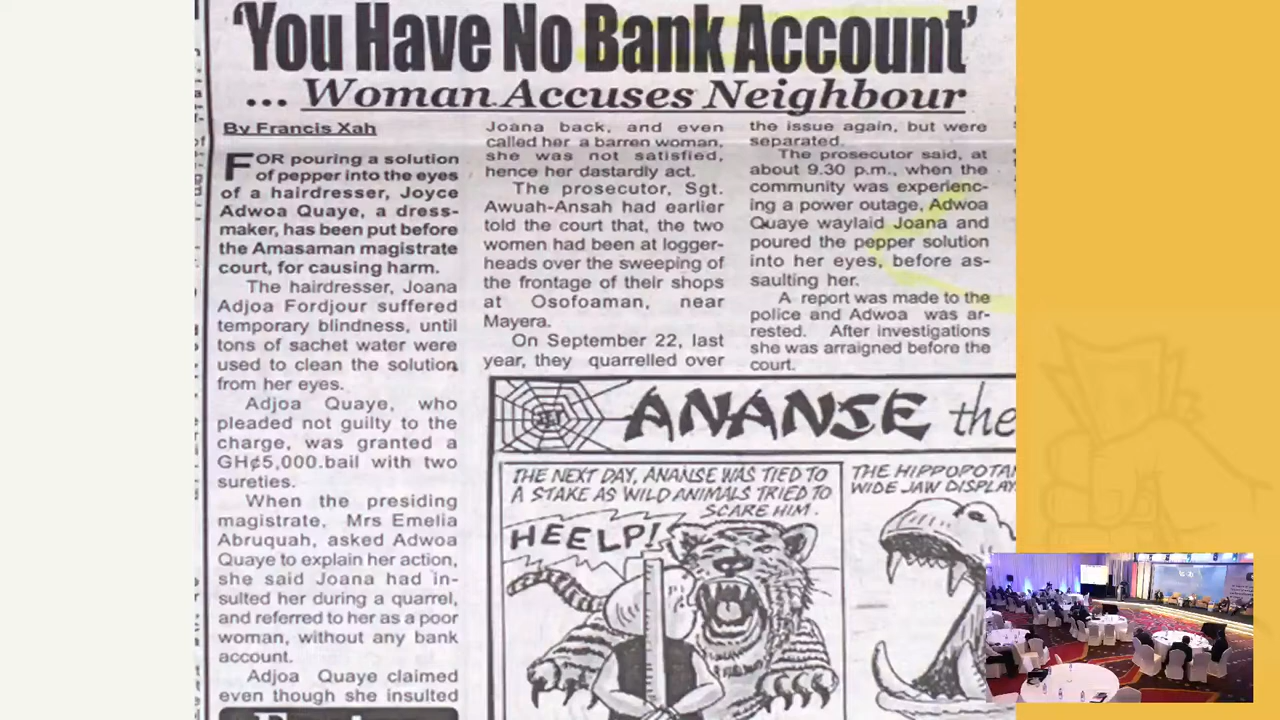 'You Have No Bank Account'
... Woman Accuses Neighbour
By Francis Xah
FOR pouring a solution
of pepper into the eyes
of a hairdresser, Joyce
Adwoa Quaye, a dress-
maker, has been put before
the Amasaman magistrate
court, for causing harm.
The hairdresser, Joana
Adjoa Fordjour suffered
temporary blindness, until
tons of sachet water were
used to clean the solution
from her eyes.
Adjoa Quaye, who
pleaded not guilty to the
charge, was granted a
GH¢5,000.bail with two
sureties.
When the presiding
magistrate, Mrs Emelia
Abruquah, asked Adwoa
Quaye to explain her action,
she said Joana had in-
sulted her during a quarrel,
and referred to her as a poor
woman, without any bank
account.
Adjoa Quaye claimed
even though she insulted
Joana back, and even
called her a barren woman,
she was not satisfied,
hence her dastardly act.
The prosecutor, Sgt.
Awuah-Ansah had earlier
told the court that, the two
women had been at logger-
heads over the sweeping of
the frontage of their shops
at Osofoaman, near
Mayera.
On September 22, last
year, they quarrelled over
the issue again, but were
separated.
The prosecutor said, at
about 9.30 p.m., when the
community was experienc-
ing a power outage, Adwoa
Quaye waylaid Joana and
poured the pepper solution
into her eyes, before as-
saulting her.
A report was made to the
police and Adwoa was ar-
rested. After investigations
she was arraigned before the
court.
ANANSE the
THE NEXT DAY, ANANSE WAS TIED TO
A STAKE AS WILD ANIMALS TRIED TO
SCARE HIM.
HEELP!
THE HIPPOPOTAM
WIDE JAW DISPLAY